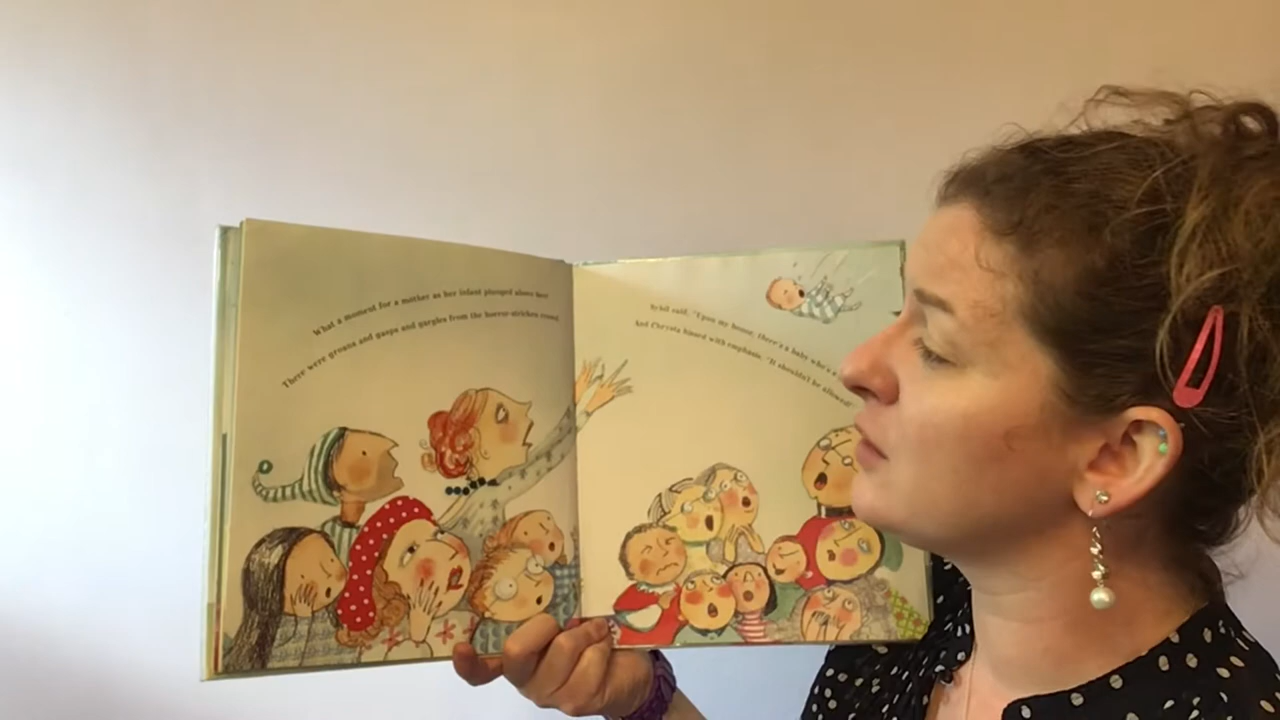 What a moment for a mother as her infant plunged above her!
There were groans and gasps and gargles from the horror-stricken crowd.
Sybil said, "Upon my honor, there's a baby who's a
And Chrysta hissed with emphasis, "It shouldn't be allowed!"